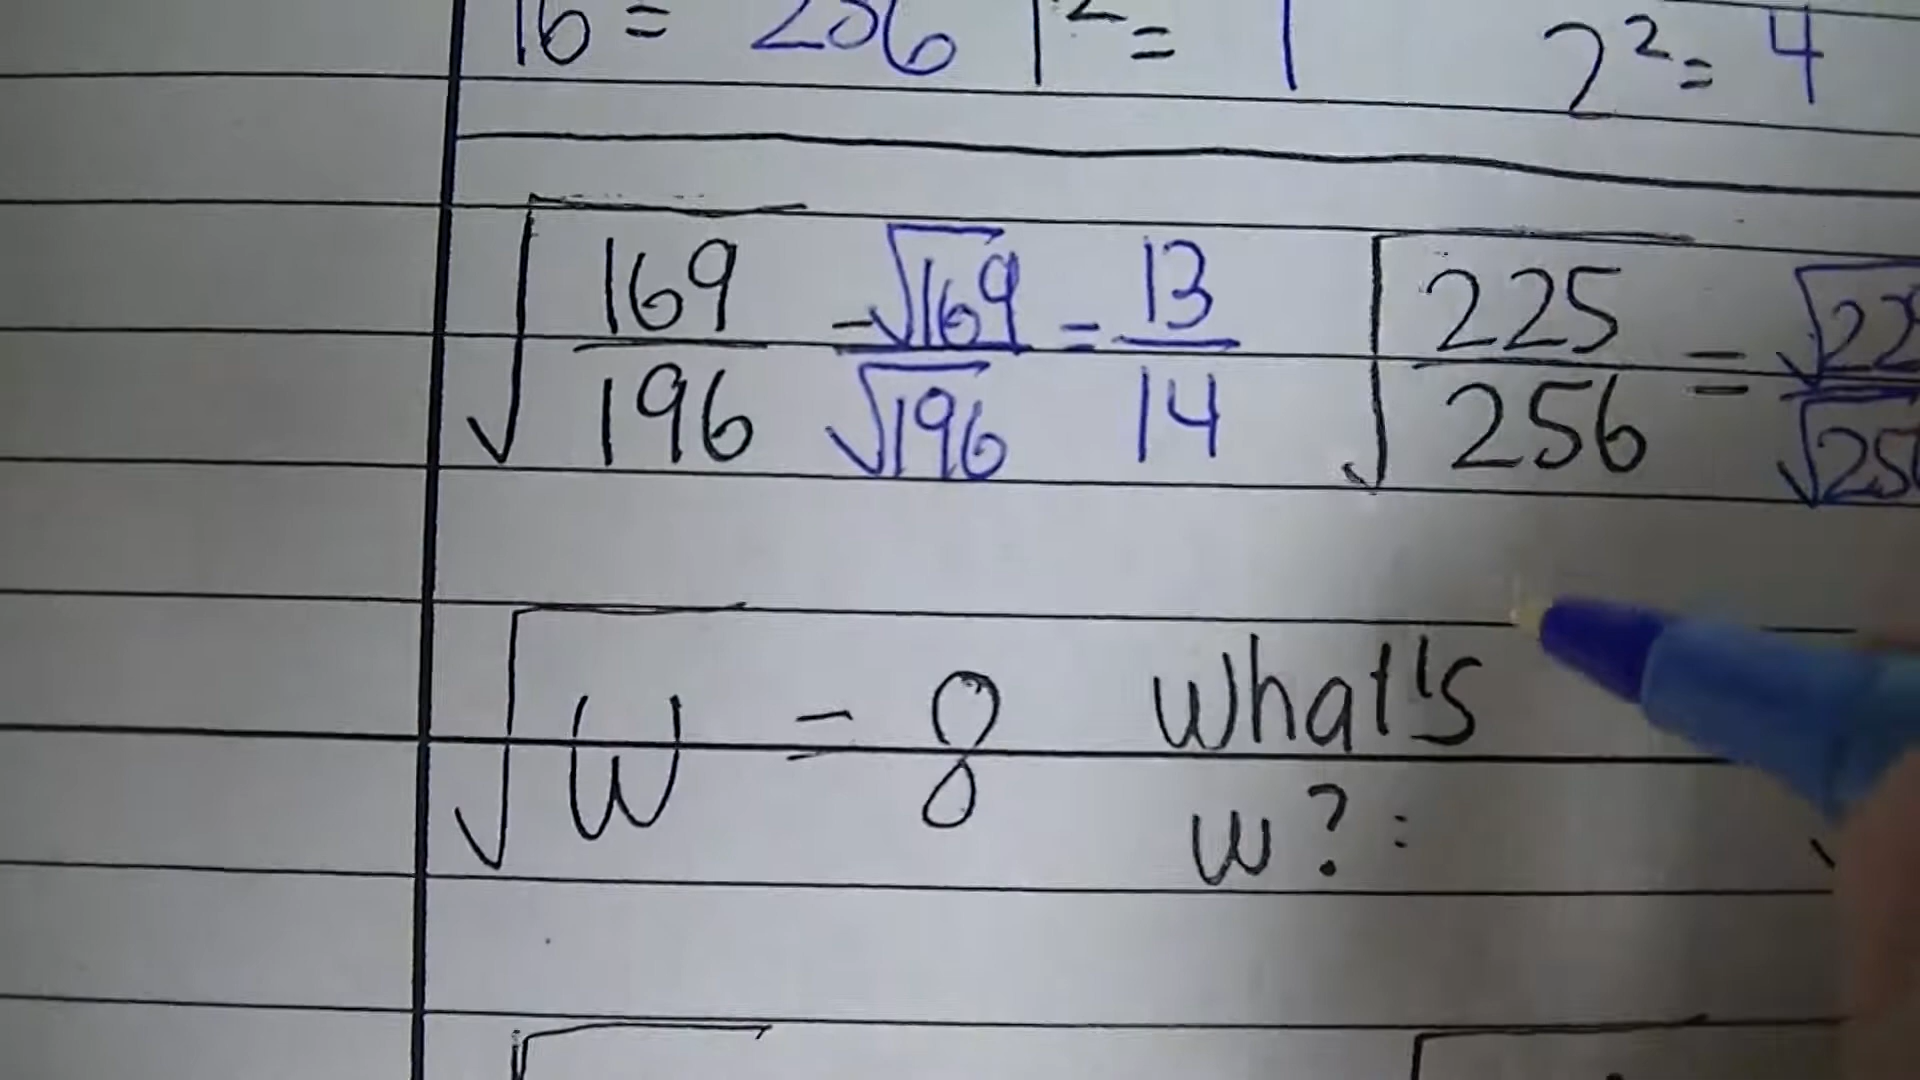 16 = 256 1² = 1 2² = 4
√(169/196) = √169/√196 = 13/14 √(225/256) =
√w = 8 What's
w? :